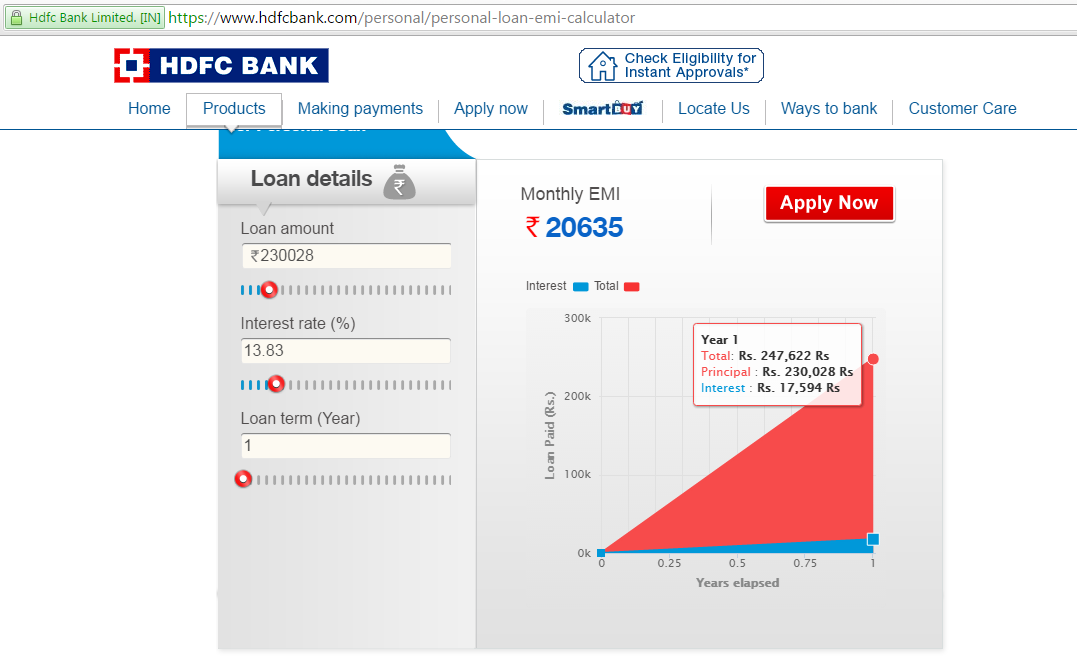 Hdfc Bank Limited. [IN] https://www.hdfcbank.com/personal/personal-loan-emi-calculator
HDFC BANK
Check Eligibility for
Instant Approvals*
Home Products Making payments Apply now SmartBUY Locate Us Ways to bank Customer Care
Personal Loan
Loan details ₹
Loan amount
₹230028
Interest rate (%)
13.83
Loan term (Year)
1
Monthly EMI
₹ 20635
Apply Now
Interest Total
300k
200k
100k
0k
Loan Paid (Rs.)
Year 1
Total: Rs. 247,622 Rs
Principal : Rs. 230,028 Rs
Interest : Rs. 17,594 Rs
0 0.25 0.5 0.75 1
Years elapsed